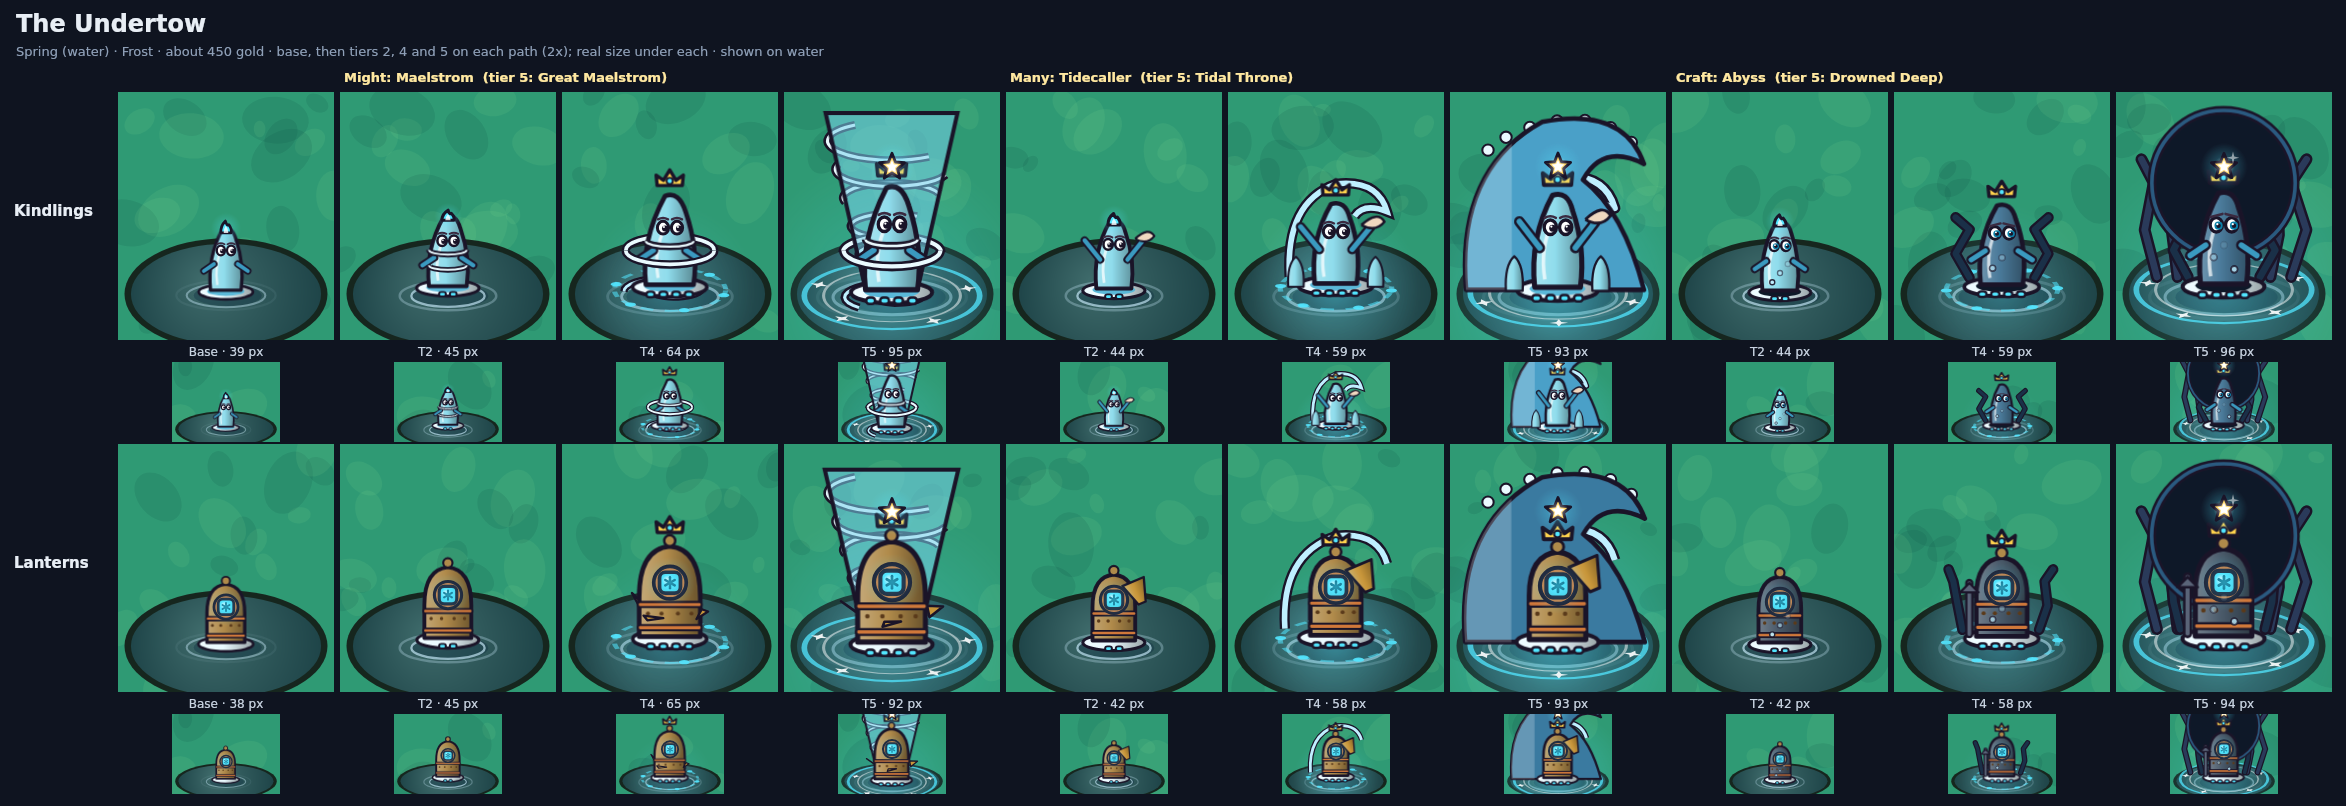 The Undertow
Spring (water) · Frost · about 450 gold · base, then tiers 2, 4 and 5 on each path (2x); real size under each · shown on water
Might: Maelstrom (tier 5: Great Maelstrom)
Many: Tidecaller (tier 5: Tidal Throne)
Craft: Abyss (tier 5: Drowned Deep)
Kindlings
Base · 39 px
T2 · 45 px
T4 · 64 px
T5 · 95 px
T2 · 44 px
T4 · 59 px
T5 · 93 px
T2 · 44 px
T4 · 59 px
T5 · 96 px
Lanterns
Base · 38 px
T2 · 45 px
T4 · 65 px
T5 · 92 px
T2 · 42 px
T4 · 58 px
T5 · 93 px
T2 · 42 px
T4 · 58 px
T5 · 94 px